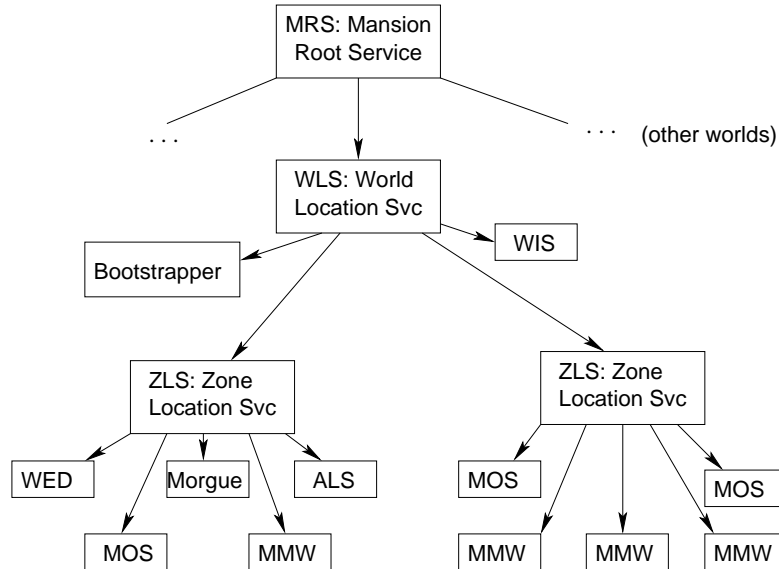 MRS: Mansion
Root Service
. . .
. . . (other worlds)
WLS: World
Location Svc
WIS
Bootstrapper
ZLS: Zone
Location Svc
ZLS: Zone
Location Svc
WED
Morgue
ALS
MOS
MOS
MOS
MMW
MMW
MMW
MMW